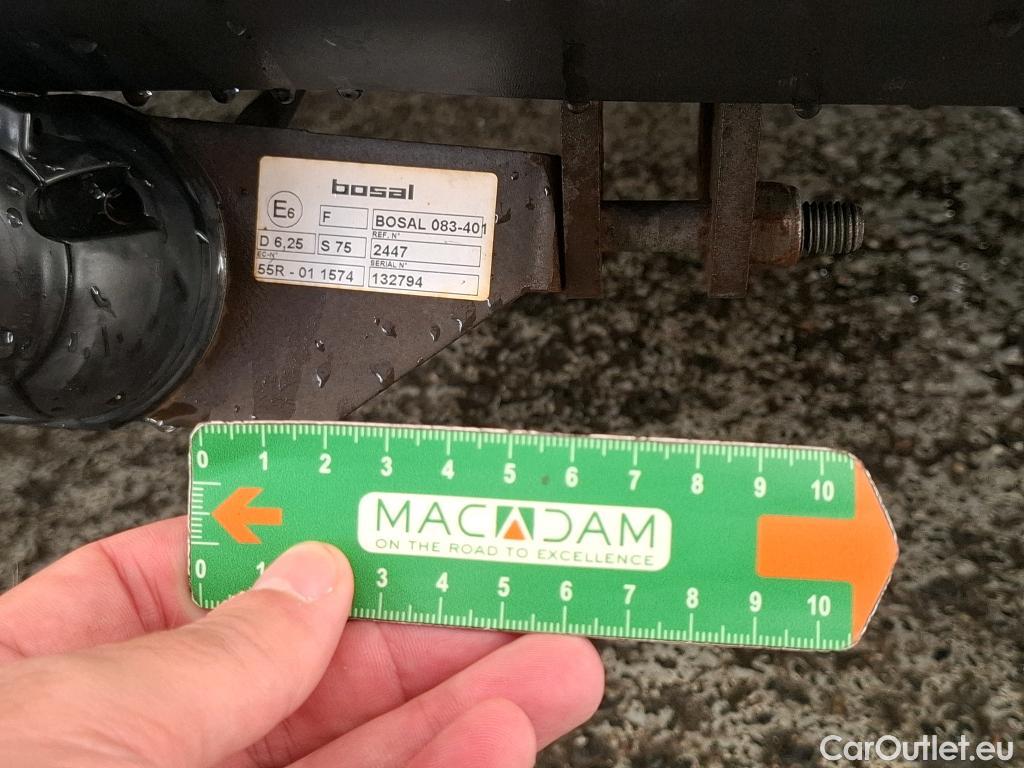 bosal
E6
F
BOSAL 083-401
REF. N°
D 6,25
S 75
2447
EC-N°
SERIAL N°
55R - 01 1574
132794
0 1 2 3 4 5 6 7 8 9 10
MACADAM
ON THE ROAD TO EXCELLENCE
0 1 3 4 5 6 7 8 9 10
CarOutlet.eu